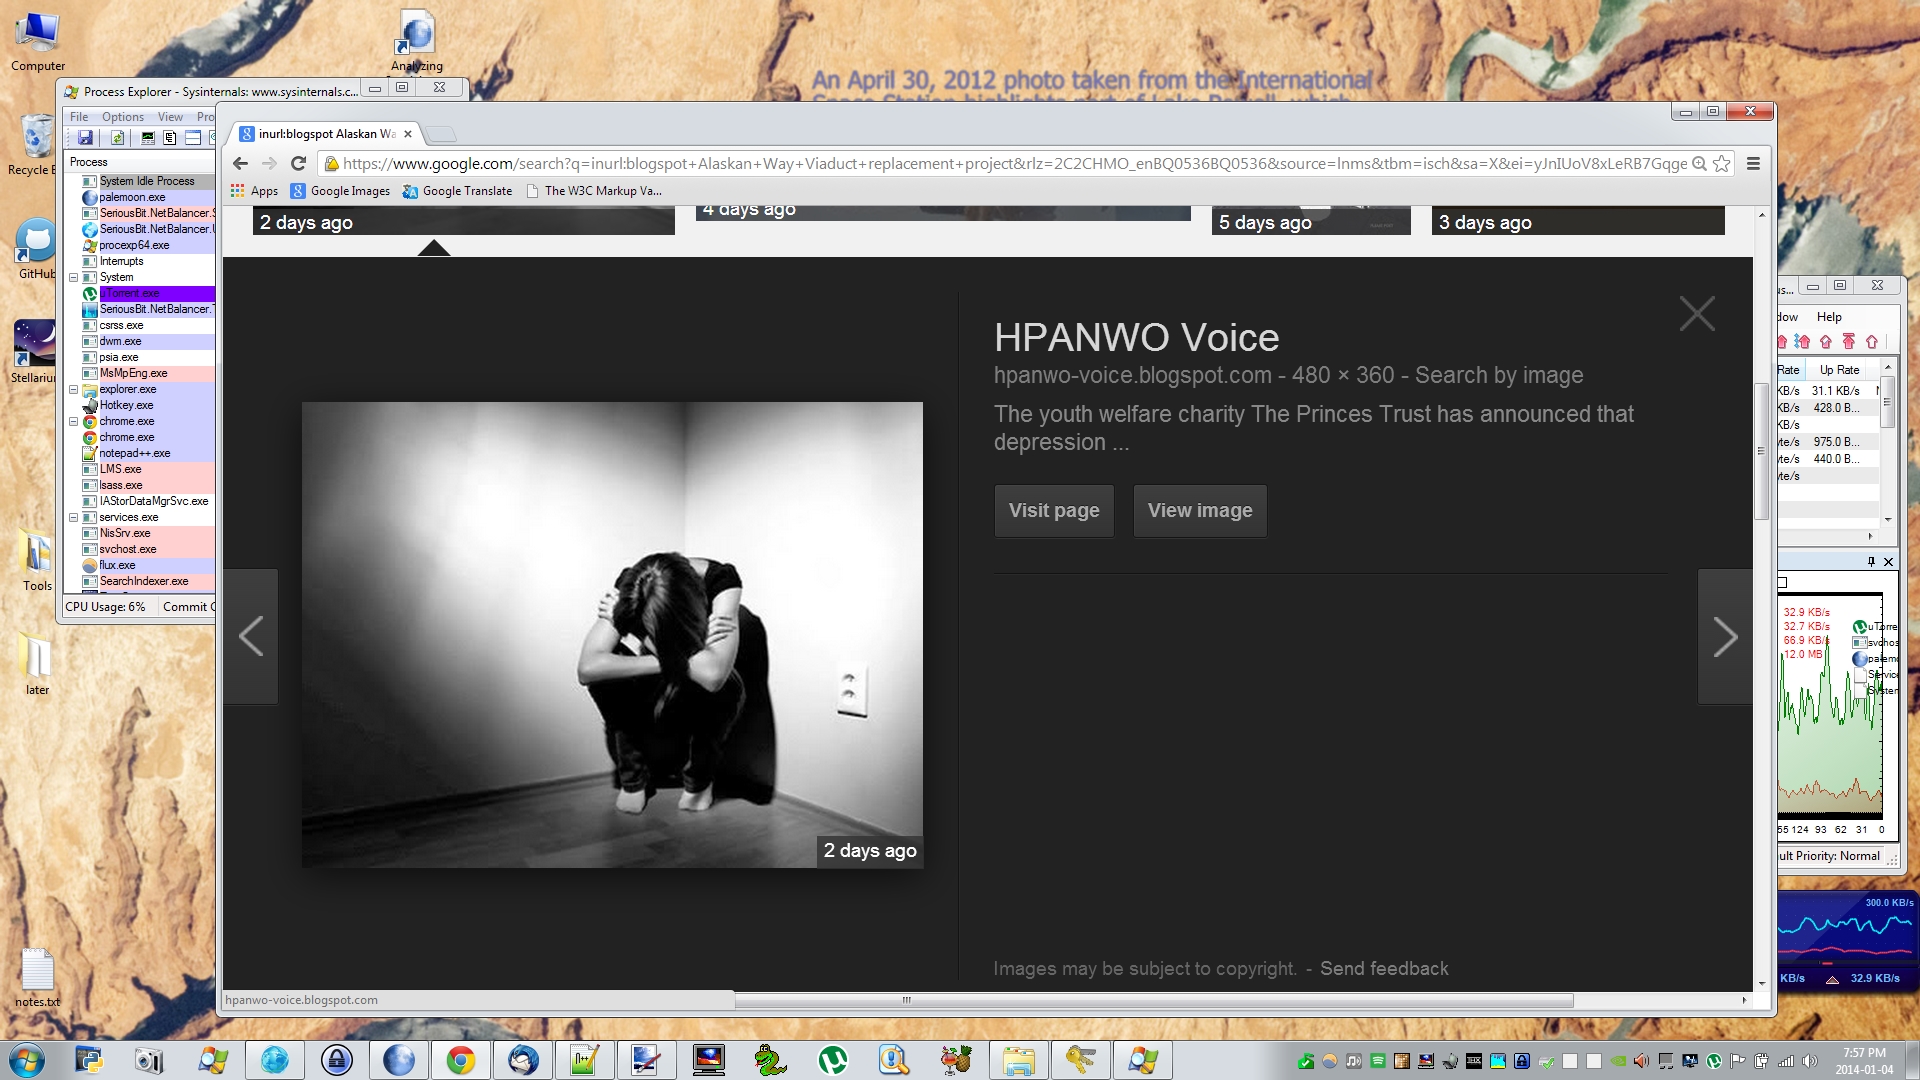 Computer
Analyzing
An April 30, 2012 photo taken from the International
Process Explorer - Sysinternals: www.sysinternals.c...
File Options View Pro
Process
System Idle Process
palemoon.exe
SeriousBit.NetBalancer.S
SeriousBit.NetBalancer.U
procexp64.exe
Interrupts
System
uTorrent.exe
SeriousBit.NetBalancer.T
csrss.exe
dwm.exe
psia.exe
MsMpEng.exe
explorer.exe
Hotkey.exe
chrome.exe
chrome.exe
notepad++.exe
LMS.exe
lsass.exe
IAStorDataMgrSvc.exe
services.exe
NisSrv.exe
svchost.exe
flux.exe
SearchIndexer.exe
CPU Usage: 6% Commit C
Recycle B
GitHub
Stellarium
Tools
later
notes.txt
inurl:blogspot Alaskan Wa
https://www.google.com/search?q=inurl:blogspot+Alaskan+Way+Viaduct+replacement+project&rlz=2C2CHMO_enBQ0536BQ0536&source=lnms&tbm=isch&sa=X&ei=yJnIUoV8xLeRB7Gqge
Apps Google Images Google Translate The W3C Markup Va...
2 days ago
4 days ago
5 days ago
3 days ago
HPANWO Voice
hpanwo-voice.blogspot.com - 480 × 360 - Search by image
The youth welfare charity The Princes Trust has announced that
depression ...
Visit page View image
2 days ago
Images may be subject to copyright. - Send feedback
hpanwo-voice.blogspot.com
us...
dow Help
Rate Up Rate
KB/s 31.1 KB/s
KB/s 428.0 B...
KB/s
yte/s 975.0 B...
yte/s 440.0 B...
yte/s
32.9 KB/s
32.7 KB/s
66.9 KB/s
12.0 MB
uTorre
svchos
palemo
Service
System
55 124 93 62 31 0
ult Priority: Normal
300.0 KB/s
KB/s 32.9 KB/s
7:57 PM
2014-01-04